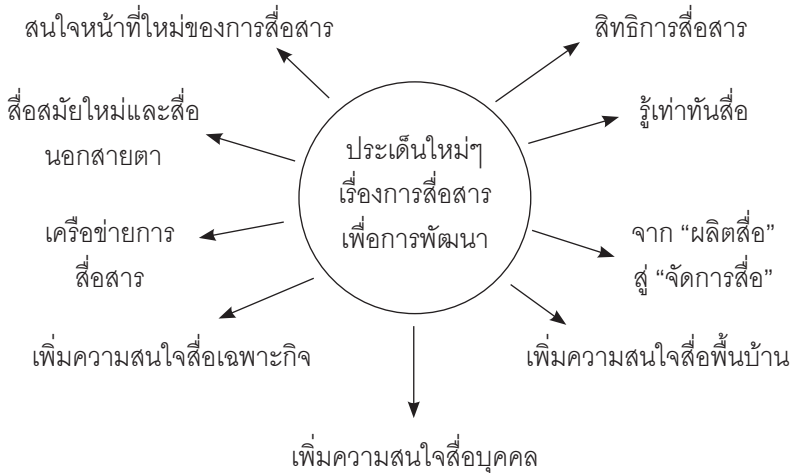 สนใจหน้าที่ใหม่ของการสื่อสาร
สิทธิการสื่อสาร
สื่อสมัยใหม่และสื่อ
นอกสายตา
รู้เท่าทันสื่อ
ประเด็นใหม่ๆ
เรื่องการสื่อสาร
เพื่อการพัฒนา
เครือข่ายการ
สื่อสาร
จาก “ผลิตสื่อ”
สู่ “จัดการสื่อ”
เพิ่มความสนใจสื่อเฉพาะกิจ
เพิ่มความสนใจสื่อพื้นบ้าน
เพิ่มความสนใจสื่อบุคคล